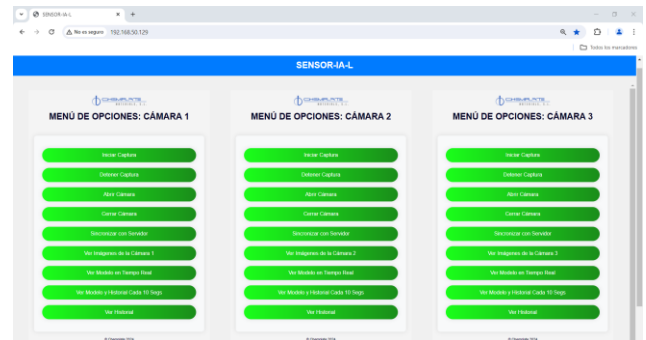 SENSOR-IA-L
No es seguro 192.168.50.129
Todos los marcadores
SENSOR-IA-L
MENÚ DE OPCIONES: CÁMARA 1
Iniciar Captura
Detener Captura
Abrir Cámara
Cerrar Cámara
Sincronizar con Servidor
Ver Imágenes de la Cámara 1
Ver Modelo en Tiempo Real
Ver Modelo y Historial Cada 10 Segs
Ver Historial
MENÚ DE OPCIONES: CÁMARA 2
Iniciar Captura
Detener Captura
Abrir Cámara
Cerrar Cámara
Sincronizar con Servidor
Ver Imágenes de la Cámara 2
Ver Modelo en Tiempo Real
Ver Modelo y Historial Cada 10 Segs
Ver Historial
MENÚ DE OPCIONES: CÁMARA 3
Iniciar Captura
Detener Captura
Abrir Cámara
Cerrar Cámara
Sincronizar con Servidor
Ver Imágenes de la Cámara 3
Ver Modelo en Tiempo Real
Ver Modelo y Historial Cada 10 Segs
Ver Historial